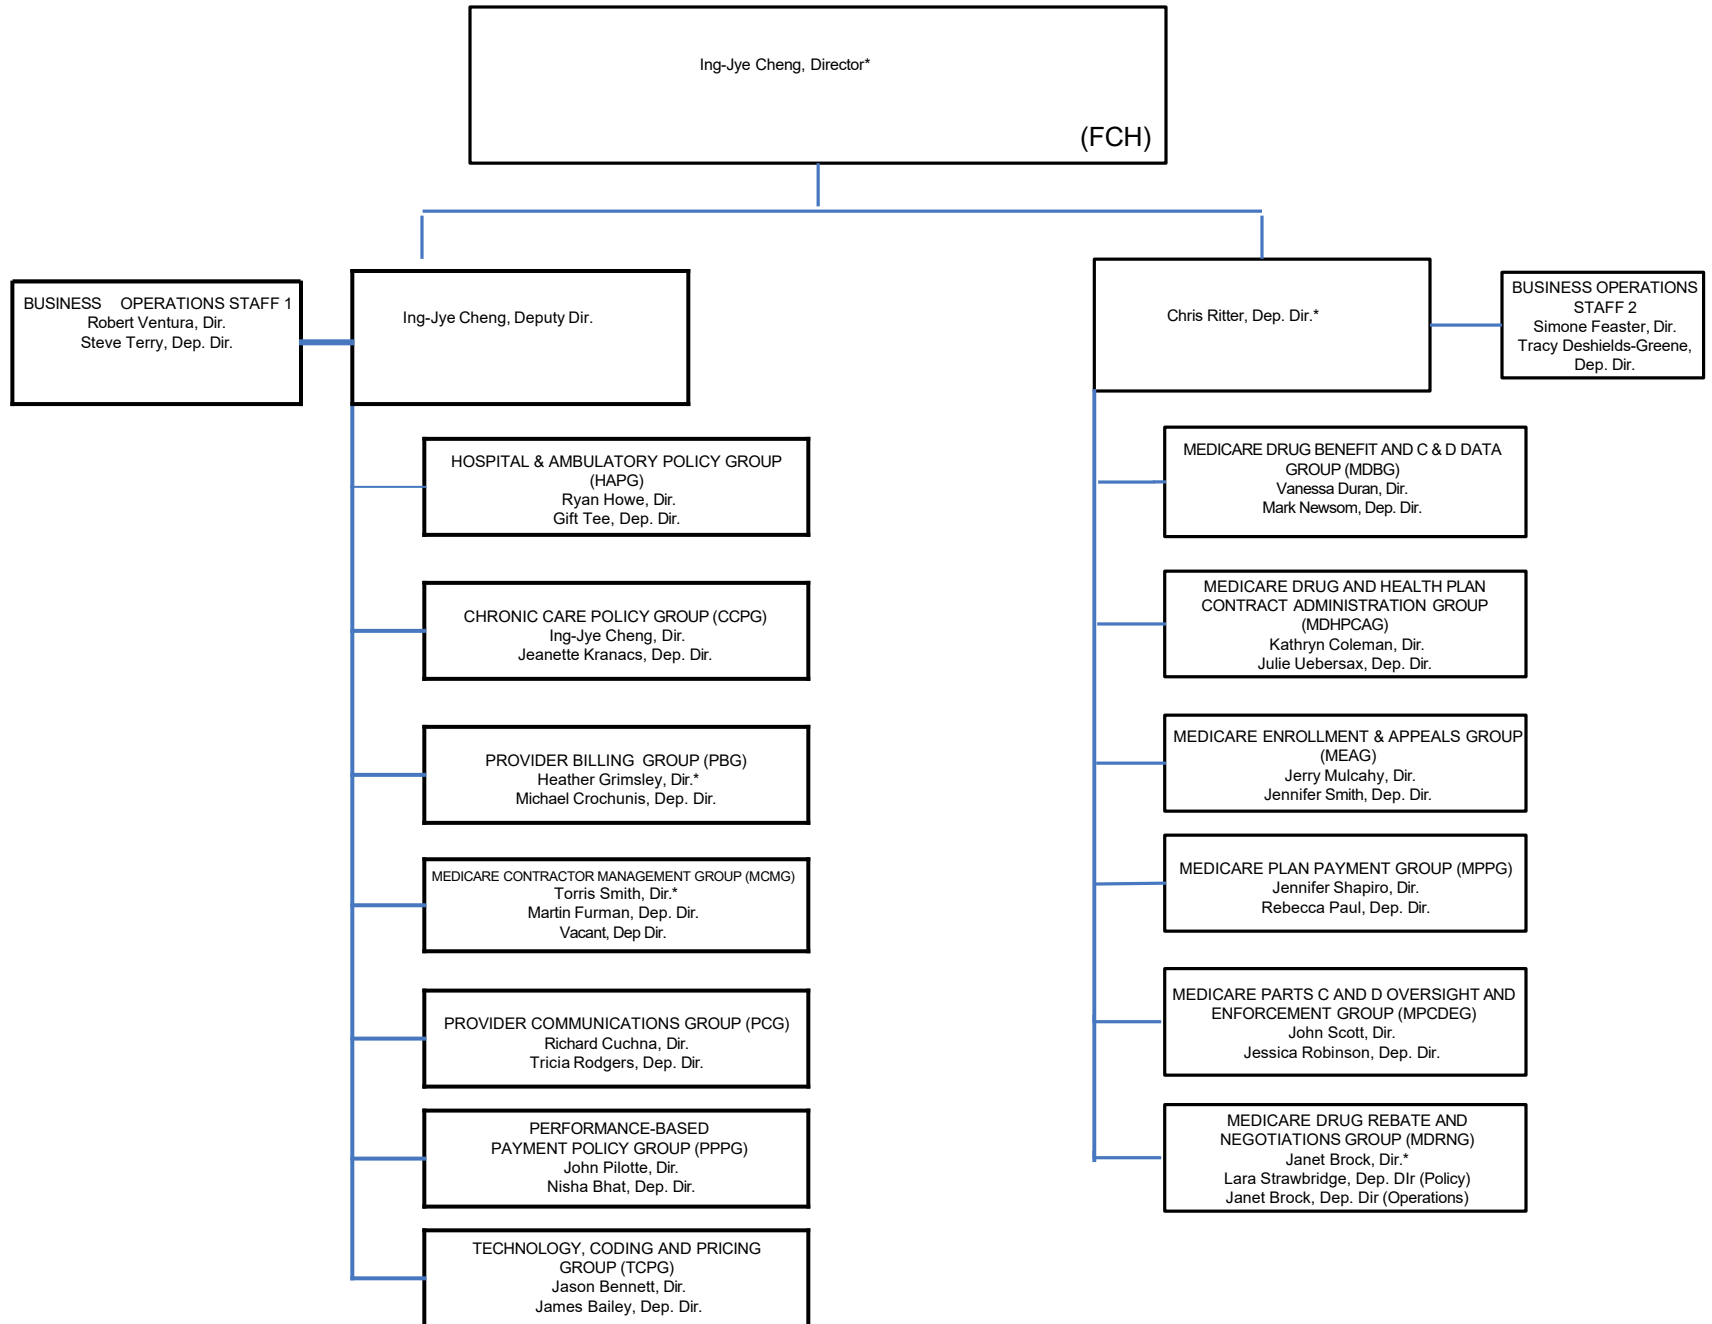 Ing-Jye Cheng, Director*
(FCH)
BUSINESS OPERATIONS STAFF 1
Robert Ventura, Dir.
Steve Terry, Dep. Dir.
Ing-Jye Cheng, Deputy Dir.
Chris Ritter, Dep. Dir.*
BUSINESS OPERATIONS
STAFF 2
Simone Feaster, Dir.
Tracy Deshields-Greene,
Dep. Dir.
HOSPITAL & AMBULATORY POLICY GROUP
(HAPG)
Ryan Howe, Dir.
Gift Tee, Dep. Dir.
CHRONIC CARE POLICY GROUP (CCPG)
Ing-Jye Cheng, Dir.
Jeanette Kranacs, Dep. Dir.
PROVIDER BILLING GROUP (PBG)
Heather Grimsley, Dir.*
Michael Crochunis, Dep. Dir.
MEDICARE CONTRACTOR MANAGEMENT GROUP (MCMG)
Torris Smith, Dir.*
Martin Furman, Dep. Dir.
Vacant, Dep Dir.
PROVIDER COMMUNICATIONS GROUP (PCG)
Richard Cuchna, Dir.
Tricia Rodgers, Dep. Dir.
PERFORMANCE-BASED
PAYMENT POLICY GROUP (PPPG)
John Pilotte, Dir.
Nisha Bhat, Dep. Dir.
TECHNOLOGY, CODING AND PRICING
GROUP (TCPG)
Jason Bennett, Dir.
James Bailey, Dep. Dir.
MEDICARE DRUG BENEFIT AND C & D DATA
GROUP (MDBG)
Vanessa Duran, Dir.
Mark Newsom, Dep. Dir.
MEDICARE DRUG AND HEALTH PLAN
CONTRACT ADMINISTRATION GROUP
(MDHPCAG)
Kathryn Coleman, Dir.
Julie Uebersax, Dep. Dir.
MEDICARE ENROLLMENT & APPEALS GROUP
(MEAG)
Jerry Mulcahy, Dir.
Jennifer Smith, Dep. Dir.
MEDICARE PLAN PAYMENT GROUP (MPPG)
Jennifer Shapiro, Dir.
Rebecca Paul, Dep. Dir.
MEDICARE PARTS C AND D OVERSIGHT AND
ENFORCEMENT GROUP (MPCDEG)
John Scott, Dir.
Jessica Robinson, Dep. Dir.
MEDICARE DRUG REBATE AND
NEGOTIATIONS GROUP (MDRNG)
Janet Brock, Dir.*
Lara Strawbridge, Dep. DIr (Policy)
Janet Brock, Dep. Dir (Operations)